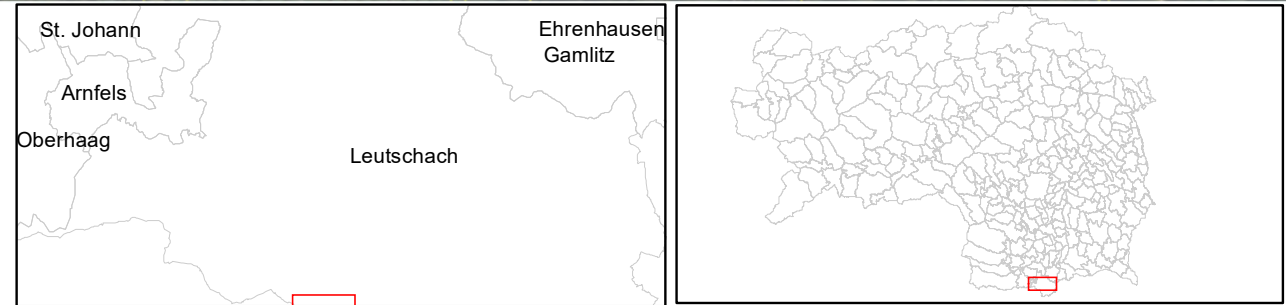 St. Johann
Ehrenhausen
Gamlitz
Arnfels
Oberhaag
Leutschach